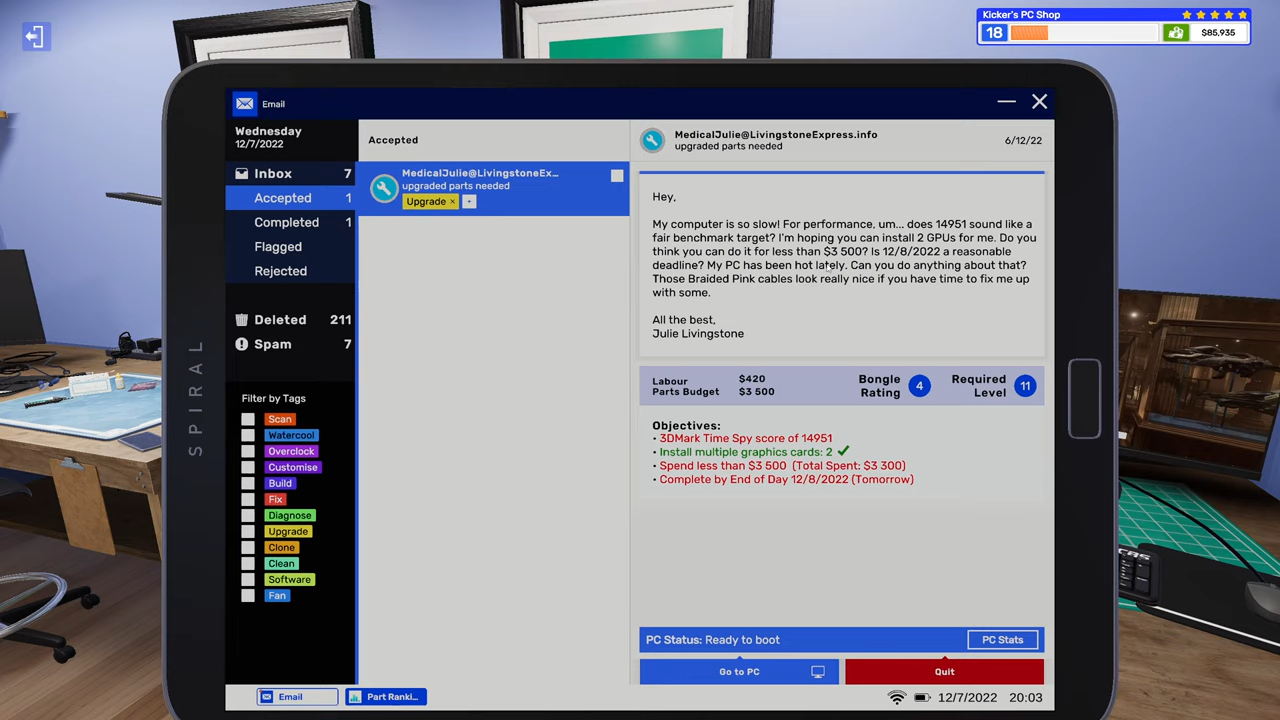 Kicker's PC Shop
18
$85,935
Email
Wednesday
12/7/2022
Inbox 7
Accepted 1
Completed 1
Flagged
Rejected
Deleted 211
Spam 7
Filter by Tags
Scan
Watercool
Overclock
Customise
Build
Fix
Diagnose
Upgrade
Clone
Clean
Software
Fan
Accepted
MedicalJulie@LivingstoneEx...
upgraded parts needed
Upgrade × +
MedicalJulie@LivingstoneExpress.info
upgraded parts needed
6/12/22
Hey,
My computer is so slow! For performance, um... does 14951 sound like a
fair benchmark target? I'm hoping you can install 2 GPUs for me. Do you
think you can do it for less than $3 500? Is 12/8/2022 a reasonable
deadline? My PC has been hot lately. Can you do anything about that?
Those Braided Pink cables look really nice if you have time to fix me up
with some.
All the best,
Julie Livingstone
Labour $420
Parts Budget $3 500
Bongle Rating 4
Required Level 11
Objectives:
• 3DMark Time Spy score of 14951
• Install multiple graphics cards: 2 ✓
• Spend less than $3 500 (Total Spent: $3 300)
• Complete by End of Day 12/8/2022 (Tomorrow)
PC Status: Ready to boot
PC Stats
Go to PC
Quit
SPIRAL
Email
Part Ranki...
12/7/2022 20:03